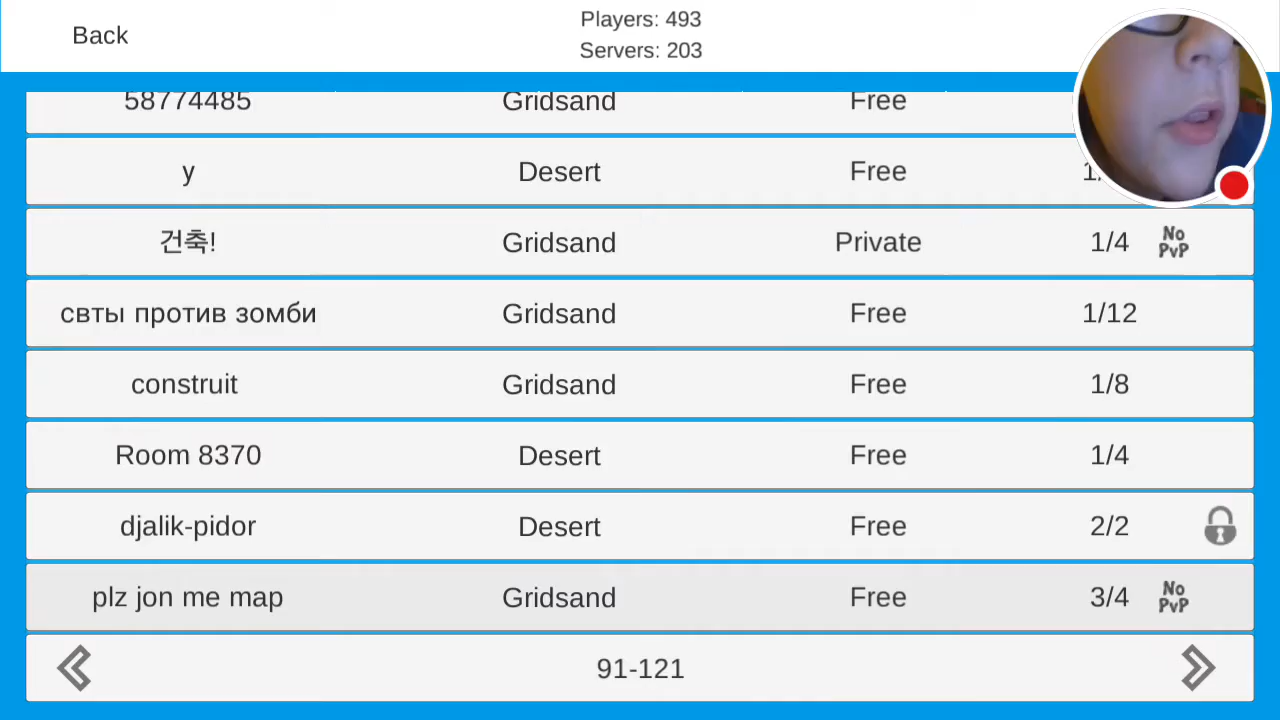 Back
Players: 493
Servers: 203
58774485 Gridsand Free
y Desert Free
건축! Gridsand Private 1/4 No PvP
свты против зомби Gridsand Free 1/12
construit Gridsand Free 1/8
Room 8370 Desert Free 1/4
djalik-pidor Desert Free 2/2
plz jon me map Gridsand Free 3/4 No PvP
91-121